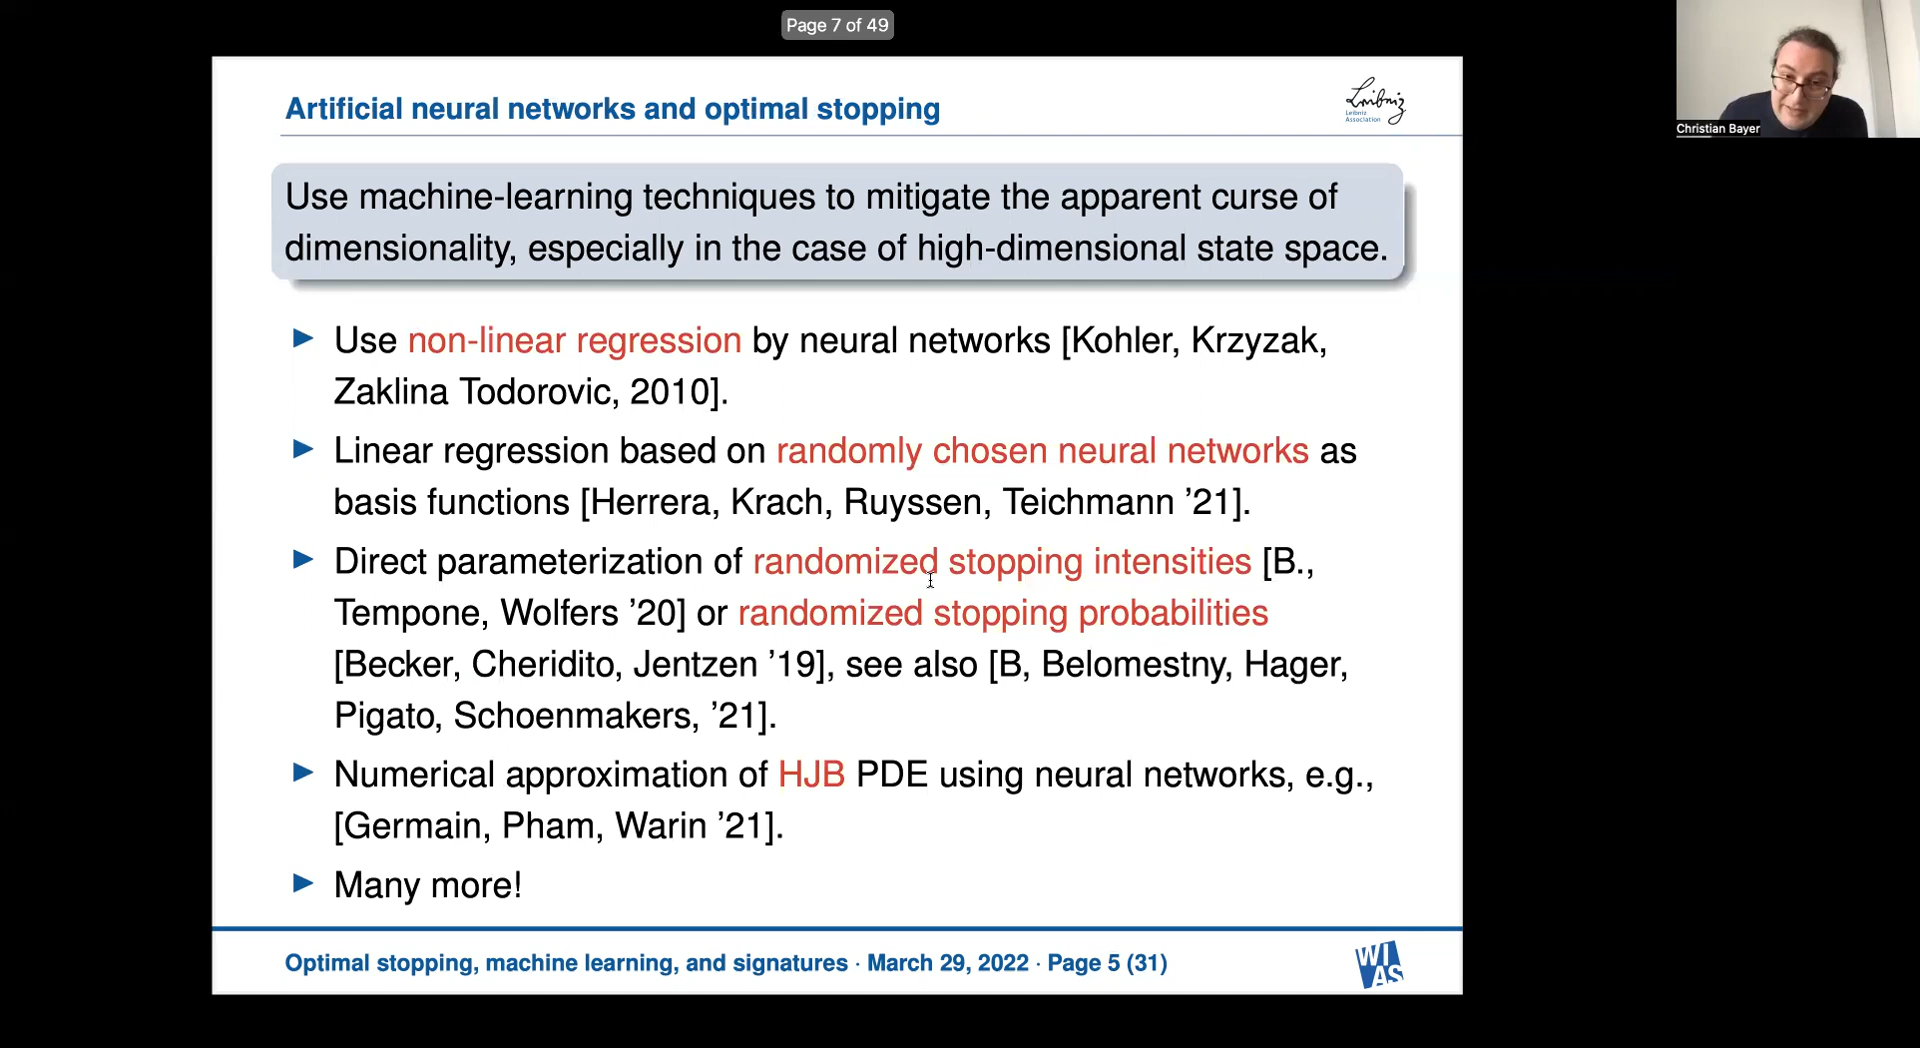 Page 7 of 49
Artificial neural networks and optimal stopping
Leibniz
Leibniz
Association
Christian Bayer
Use machine-learning techniques to mitigate the apparent curse of
dimensionality, especially in the case of high-dimensional state space.
Use non-linear regression by neural networks [Kohler, Krzyzak,
Zaklina Todorovic, 2010].
Linear regression based on randomly chosen neural networks as
basis functions [Herrera, Krach, Ruyssen, Teichmann ’21].
Direct parameterization of randomized stopping intensities [B.,
Tempone, Wolfers ’20] or randomized stopping probabilities
[Becker, Cheridito, Jentzen ’19], see also [B, Belomestny, Hager,
Pigato, Schoenmakers, ’21].
Numerical approximation of HJB PDE using neural networks, e.g.,
[Germain, Pham, Warin ’21].
Many more!
Optimal stopping, machine learning, and signatures · March 29, 2022 · Page 5 (31)
WI
AS